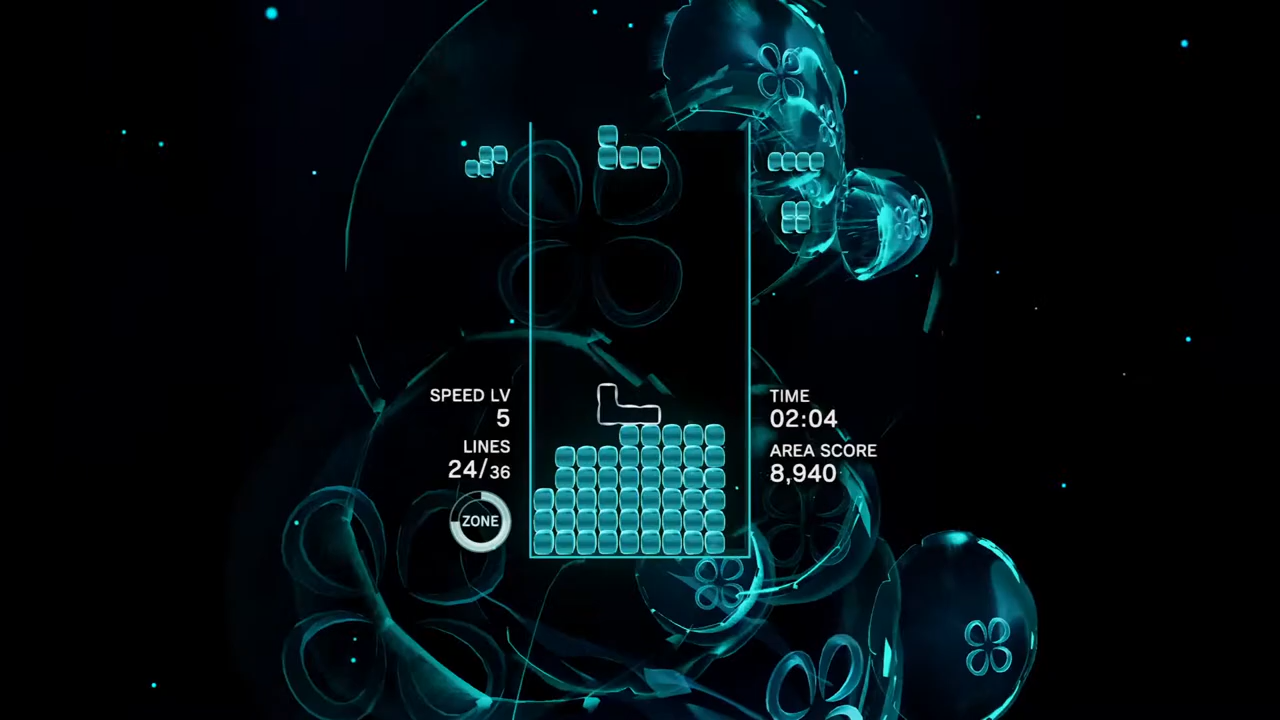 SPEED LV
5
LINES
24/36
ZONE
TIME
02:04
AREA SCORE
8,940